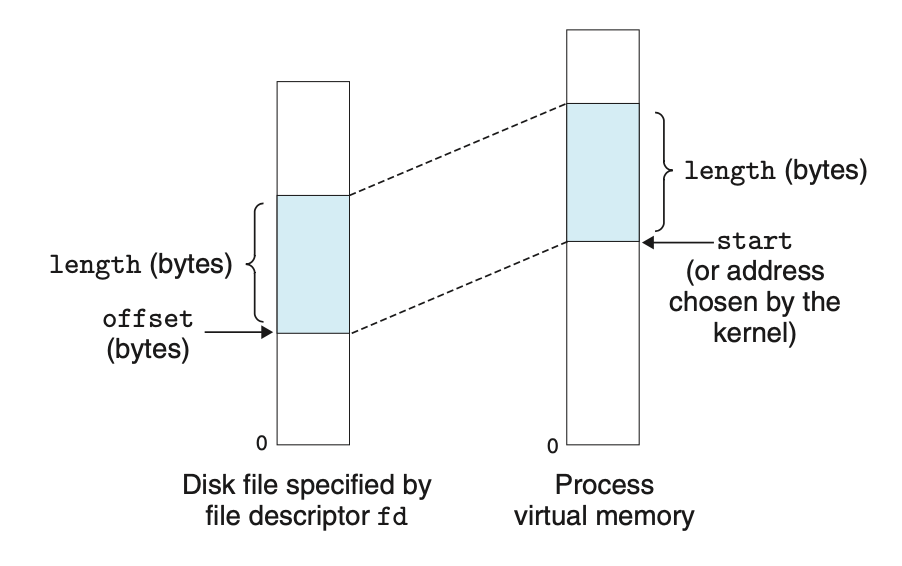 length (bytes)
offset
(bytes)
0
Disk file specified by
file descriptor fd
length (bytes)
start
(or address
chosen by the
kernel)
0
Process
virtual memory